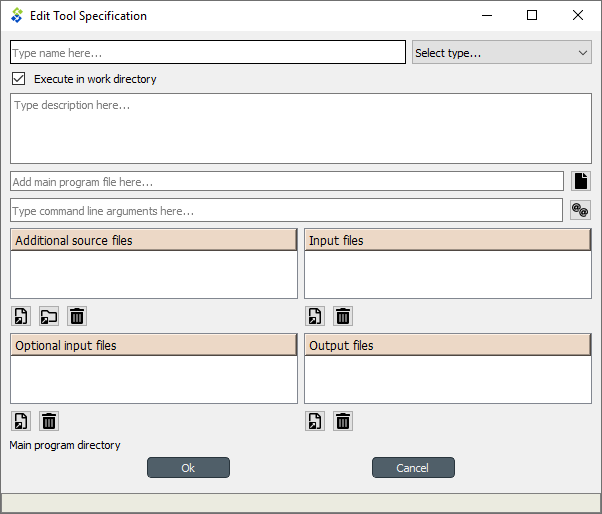 Edit Tool Specification
Type name here...
Select type...
Execute in work directory
Type description here...
Add main program file here...
Type command line arguments here...
@@
Additional source files
Input files
Optional input files
Output files
Main program directory
Ok
Cancel